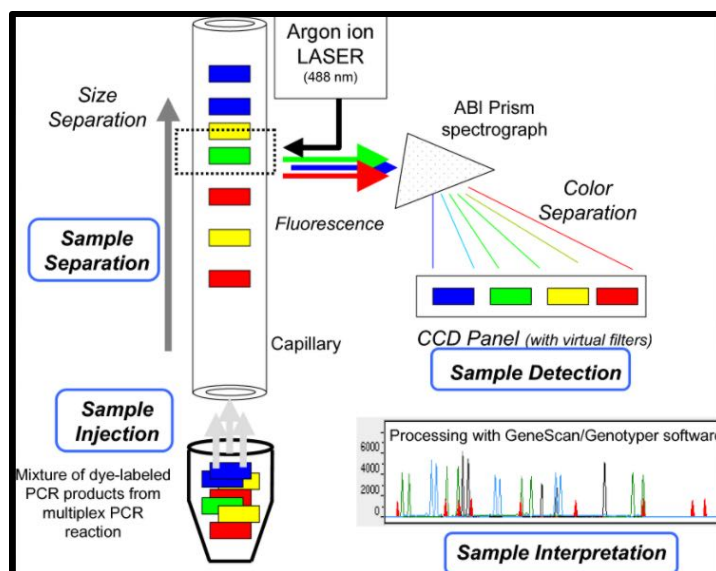 Argon ion
LASER
(488 nm)
Size
Separation
ABI Prism
spectrograph
Color
Separation
Fluorescence
Sample
Separation
CCD Panel (with virtual filters)
Capillary
Sample Detection
Sample
Injection
Mixture of dye-labeled
PCR products from
multiplex PCR
reaction
Processing with GeneScan/Genotyper software
6000
4000
2000
0
Sample Interpretation